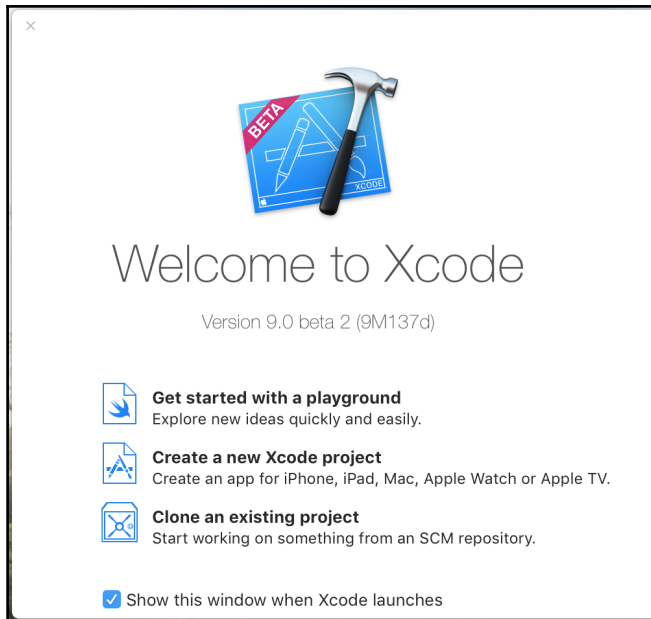 BETA
XCODE
Welcome to Xcode
Version 9.0 beta 2 (9M137d)
Get started with a playground
Explore new ideas quickly and easily.
Create a new Xcode project
Create an app for iPhone, iPad, Mac, Apple Watch or Apple TV.
Clone an existing project
Start working on something from an SCM repository.
Show this window when Xcode launches